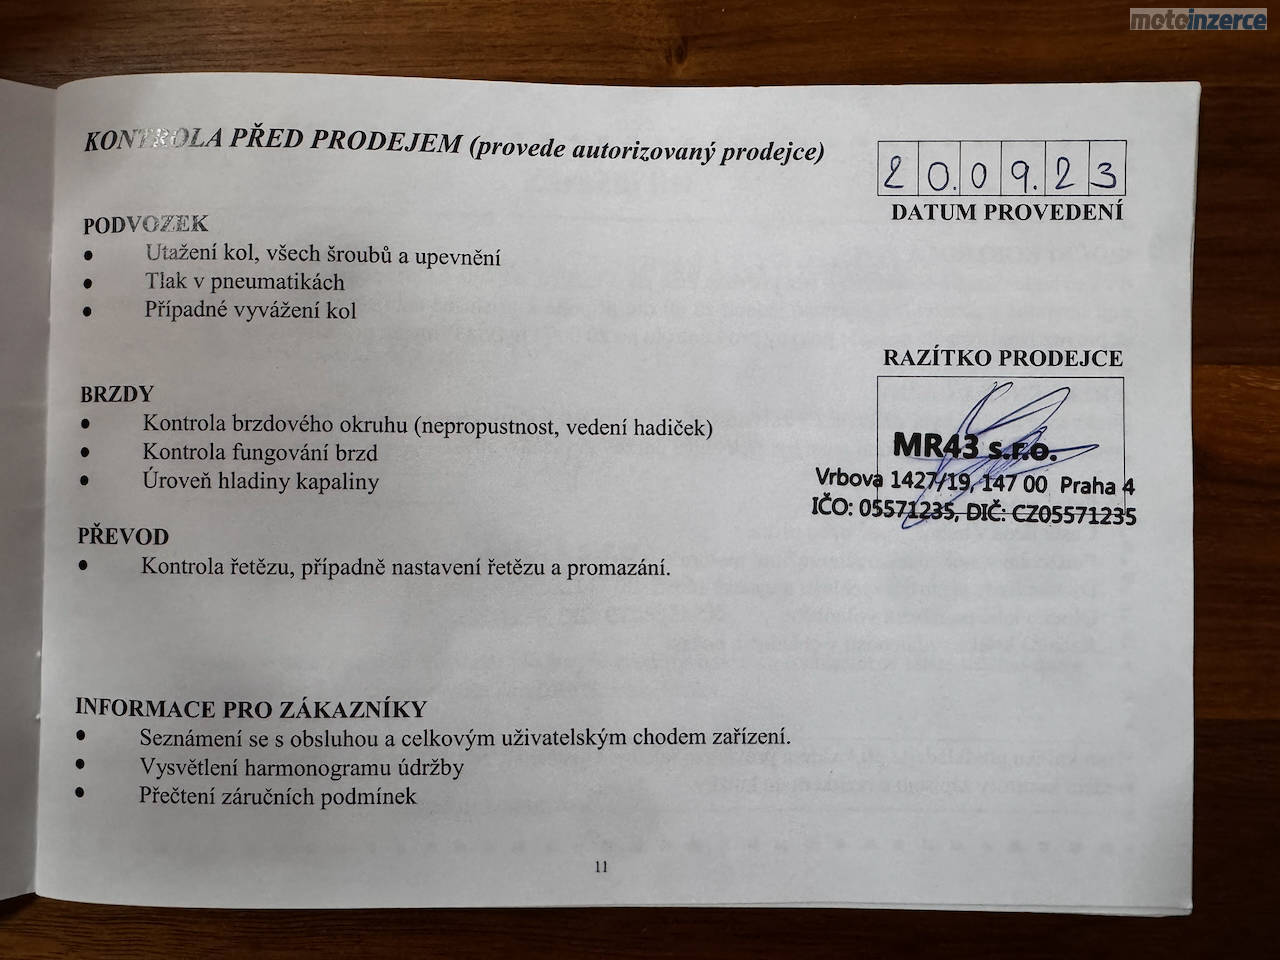 motoinzerce
KONTROLA PŘED PRODEJEM (provede autorizovaný prodejce)
20.09.23
DATUM PROVEDENÍ
PODVOZEK
• Utažení kol, všech šroubů a upevnění
• Tlak v pneumatikách
• Případné vyvážení kol
RAZÍTKO PRODEJCE
MR43 s.r.o.
Vrbova 1427/19, 147 00 Praha 4
IČO: 05571235, DIČ: CZ05571235
BRZDY
• Kontrola brzdového okruhu (nepropustnost, vedení hadiček)
• Kontrola fungování brzd
• Úroveň hladiny kapaliny
PŘEVOD
• Kontrola řetězu, případně nastavení řetězu a promazání.
INFORMACE PRO ZÁKAZNÍKY
• Seznámení se s obsluhou a celkovým uživatelským chodem zařízení.
• Vysvětlení harmonogramu údržby
• Přečtení záručních podmínek
11